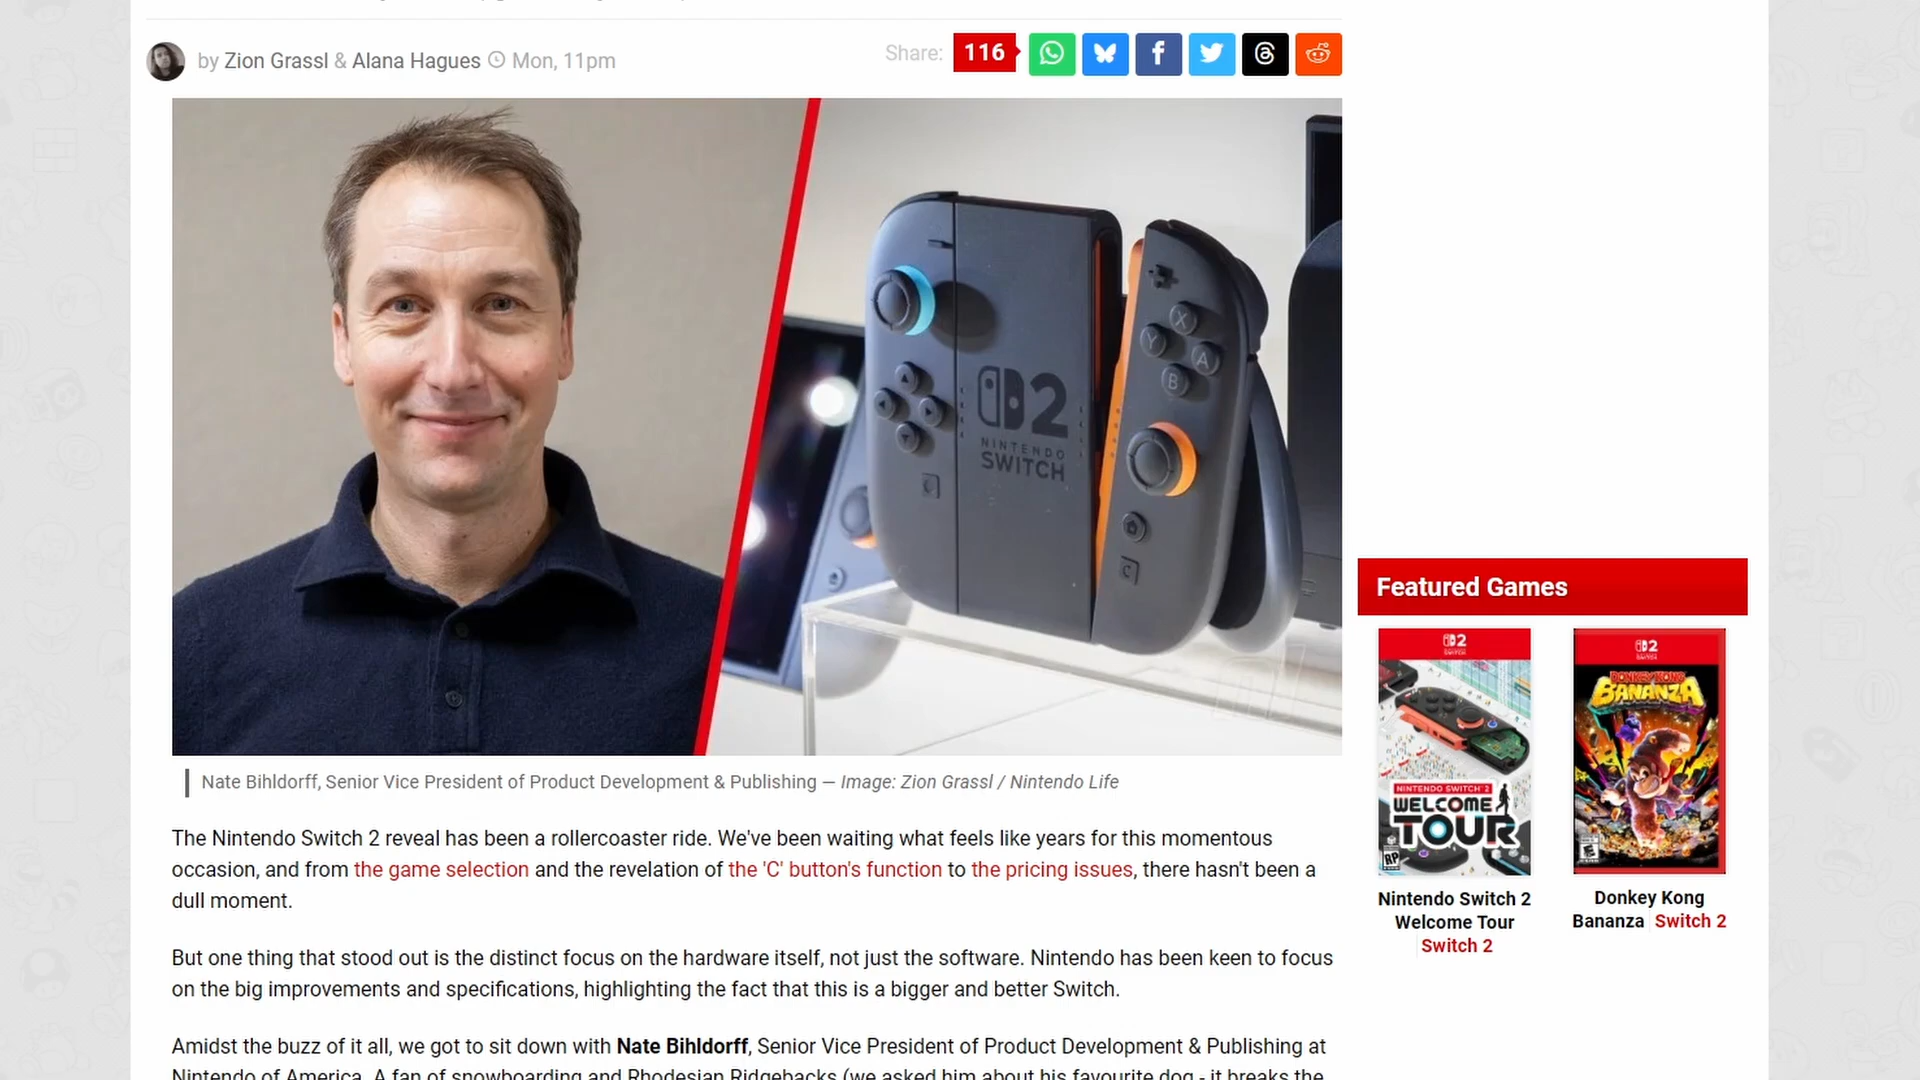 by Zion Grassl & Alana Hagues Mon, 11pm
Share: 116
X
Y A
B
2
NINTENDO
SWITCH
C
Nate Bihldorff, Senior Vice President of Product Development & Publishing — Image: Zion Grassl / Nintendo Life
The Nintendo Switch 2 reveal has been a rollercoaster ride. We've been waiting what feels like years for this momentous
occasion, and from the game selection and the revelation of the 'C' button's function to the pricing issues, there hasn't been a
dull moment.
But one thing that stood out is the distinct focus on the hardware itself, not just the software. Nintendo has been keen to focus
on the big improvements and specifications, highlighting the fact that this is a bigger and better Switch.
Amidst the buzz of it all, we got to sit down with Nate Bihldorff, Senior Vice President of Product Development & Publishing at
Nintendo of America. A fan of snowboarding and Rhodesian Ridgebacks (we asked him about his favourite dog - it breaks the
Featured Games
2
NINTENDO SWITCH 2
WELCOME
TOUR
RP
Nintendo Switch 2
Welcome Tour
Switch 2
2
DONKEY KONG
BANANZA
E
Donkey Kong
Bananza Switch 2